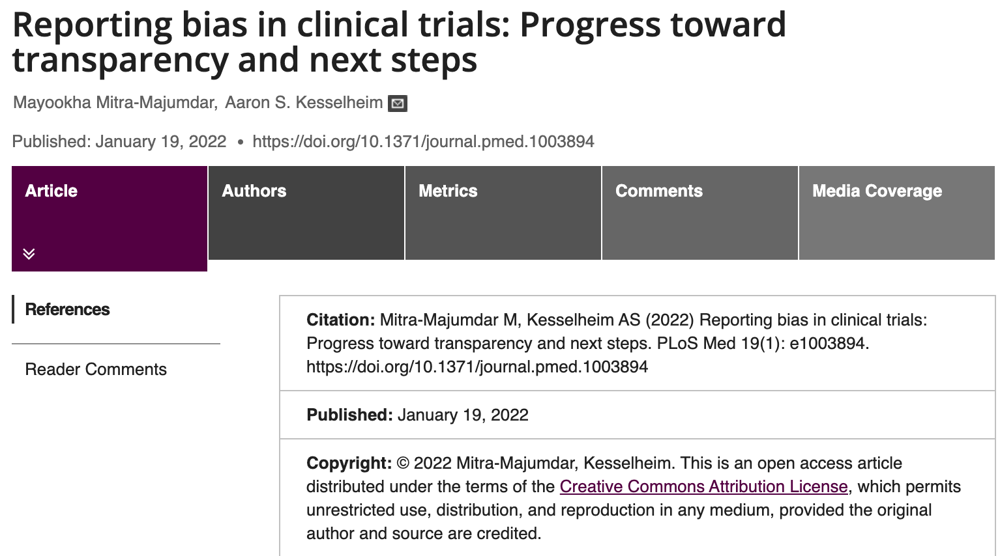 Reporting bias in clinical trials: Progress toward
transparency and next steps
Mayookha Mitra-Majumdar, Aaron S. Kesselheim
Published: January 19, 2022 • https://doi.org/10.1371/journal.pmed.1003894
Article
Authors
Metrics
Comments
Media Coverage
References
Reader Comments
Citation: Mitra-Majumdar M, Kesselheim AS (2022) Reporting bias in clinical trials:
Progress toward transparency and next steps. PLoS Med 19(1): e1003894.
https://doi.org/10.1371/journal.pmed.1003894
Published: January 19, 2022
Copyright: © 2022 Mitra-Majumdar, Kesselheim. This is an open access article
distributed under the terms of the Creative Commons Attribution License, which permits
unrestricted use, distribution, and reproduction in any medium, provided the original
author and source are credited.